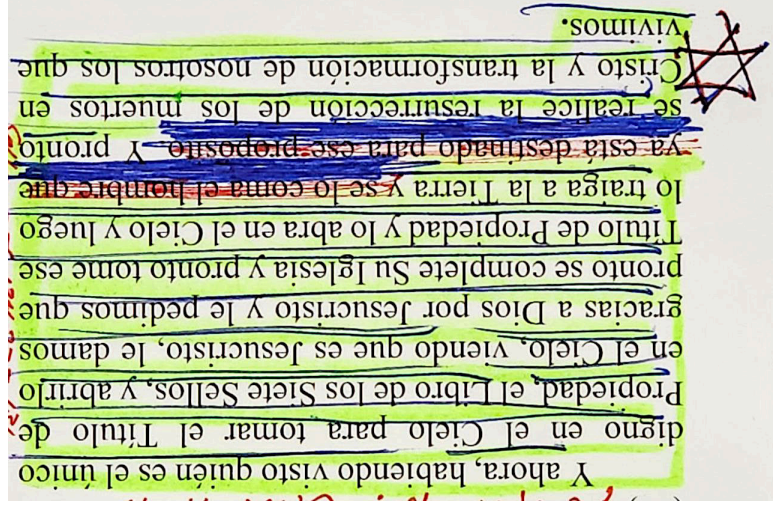 Y ahora, habiendo visto quién es el único
digno en el Cielo para tomar el Título de
Propiedad, el Libro de los Siete Sellos, y abrirlo
en el Cielo, viendo que es Jesucristo, le damos
gracias a Dios por Jesucristo y le pedimos que
pronto se complete Su Iglesia y pronto tome ese
Título de Propiedad y lo abra en el Cielo y luego
lo traiga a la Tierra y se lo coma el hombre que
ya está destinado para ese propósito. Y pronto
se realice la resurrección de los muertos en
Cristo y la transformación de nosotros los que
vivimos.